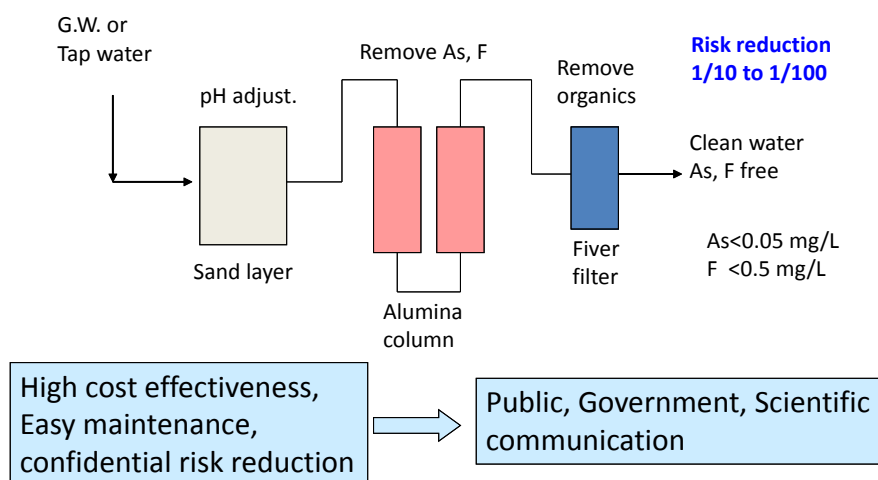 G.W. or
Tap water
pH adjust.
Sand layer
Remove As, F
Alumina
column
Remove
organics
Fiver
filter
Risk reduction
1/10 to 1/100
Clean water
As, F free
As<0.05 mg/L
F <0.5 mg/L
High cost effectiveness,
Easy maintenance,
confidential risk reduction
Public, Government, Scientific
communication